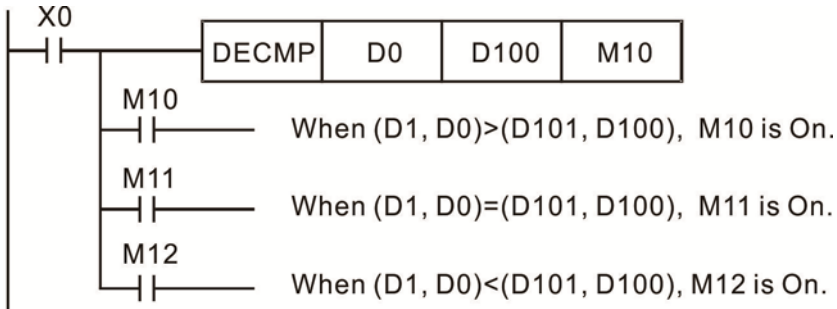 X0
DECMP D0 D100 M10
M10
When (D1, D0)>(D101, D100), M10 is On.
M11
When (D1, D0)=(D101, D100), M11 is On.
M12
When (D1, D0)<(D101, D100), M12 is On.